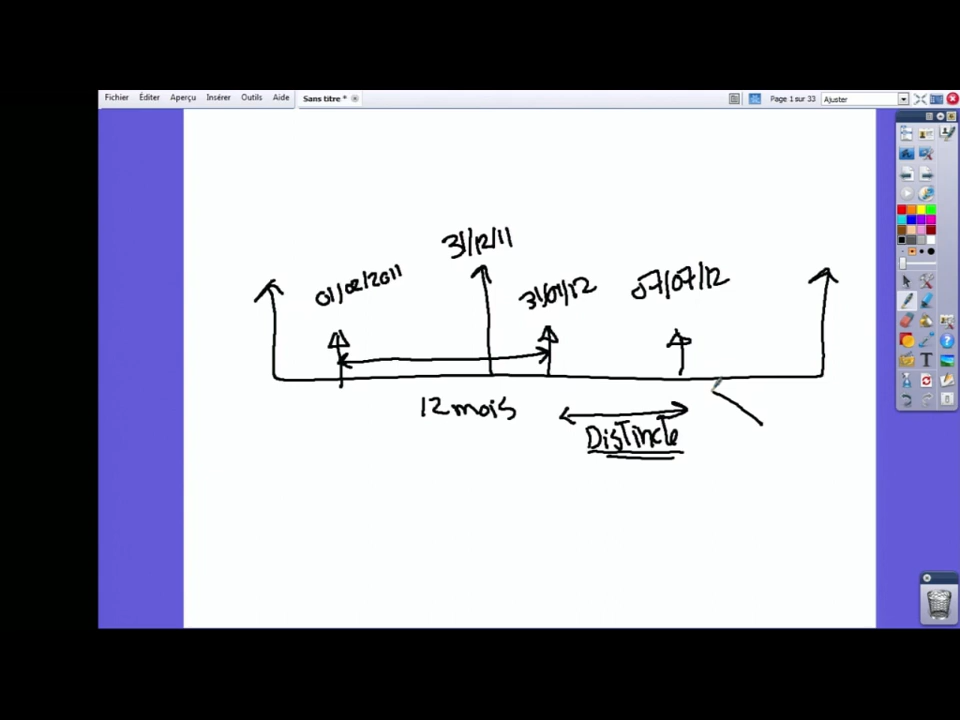 Fichier Éditer Aperçu Insérer Outils Aide Sans titre * Page 1 sur 33 Ajuster
31/12/11
01/02/2011 31/01/12 07/07/12
12 mois
Distincte